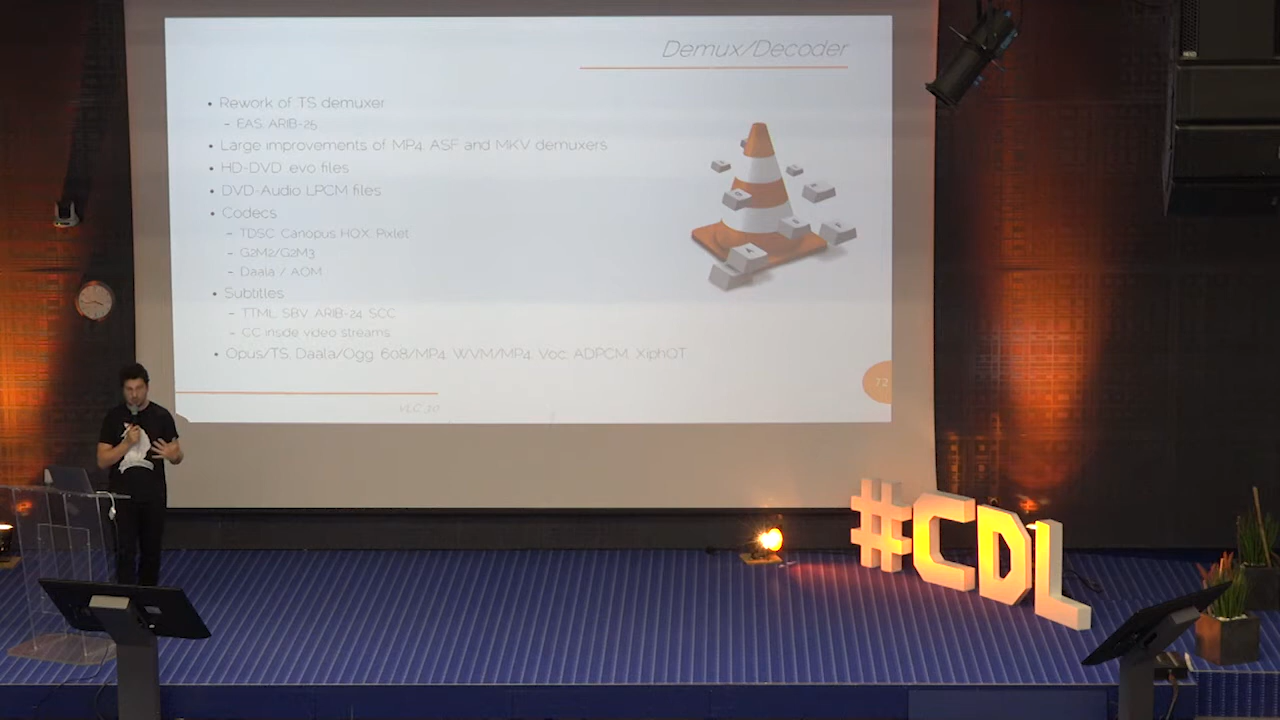 Demux/Decoder
• Rework of TS demuxer
– EAS, ARIB-25
• Large improvements of MP4, ASF and MKV demuxers
• HD-DVD .evo files
• DVD-Audio LPCM files
• Codecs
– TDSC, Canopus HQX, Pixlet
– G2M2/G2M3
– Daala / AOM
• Subtitles
– TTML, SBV, ARIB-24, SCC
– CC inside video streams
• Opus/TS, Daala/Ogg, 608/MP4, WVM/MP4, Voc, ADPCM, XiphQT
72
#CDL